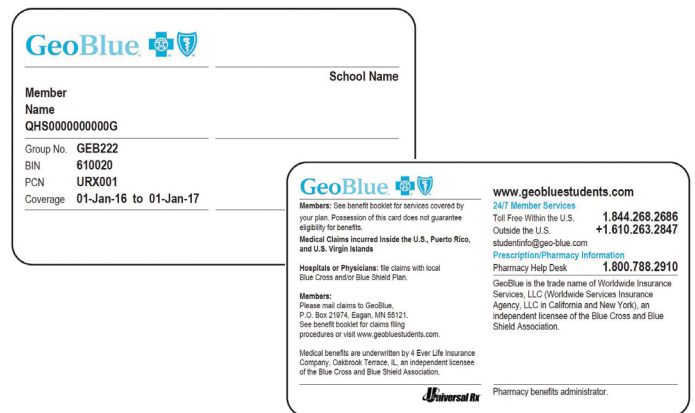 GeoBlue
School Name
Member
Name
QHS0000000000G
Group No. GEB222
BIN 610020
PCN URX001
Coverage 01-Jan-16 to 01-Jan-17
GeoBlue
Members: See benefit booklet for services covered by
your plan. Possession of this card does not guarantee
eligibility for benefits.
Medical Claims incurred Inside the U.S., Puerto Rico,
and U.S. Virgin Islands
Hospitals or Physicians: file claims with local
Blue Cross and/or Blue Shield Plan.
Members:
Please mail claims to GeoBlue,
P.O. Box 21974, Eagan, MN 55121.
See benefit booklet for claims filing
procedures or visit www.geobluestudents.com.
Medical benefits are underwritten by 4 Ever Life Insurance
Company, Oakbrook Terrace, IL, an independent licensee
of the Blue Cross and Blue Shield Association.
Universal Rx
www.geobluestudents.com
24/7 Member Services
Toll Free Within the U.S. 1.844.268.2686
Outside the U.S. +1.610.263.2847
studentinfo@geo-blue.com
Prescription/Pharmacy Information
Pharmacy Help Desk 1.800.788.2910
GeoBlue is the trade name of Worldwide Insurance
Services, LLC (Worldwide Services Insurance
Agency, LLC in California and New York), an
independent licensee of the Blue Cross and Blue
Shield Association.
Pharmacy benefits administrator.